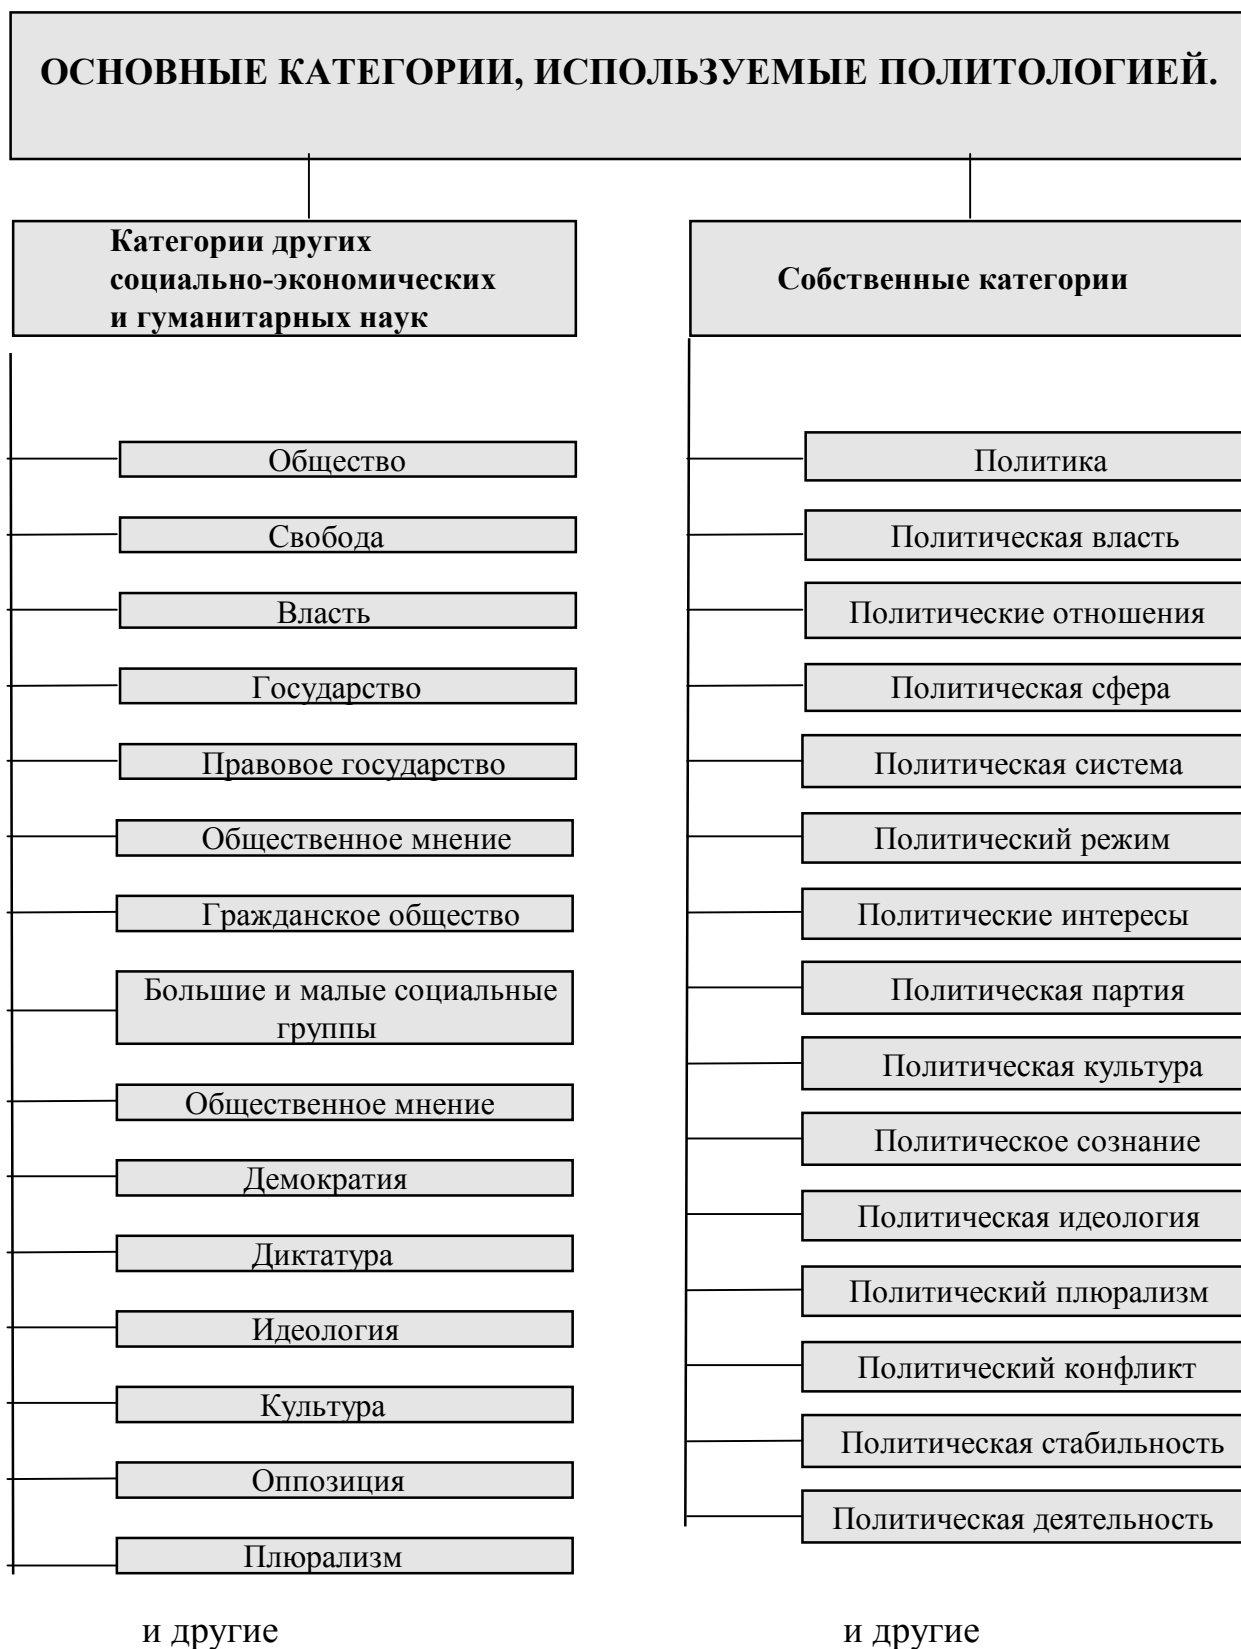 ОСНОВНЫЕ КАТЕГОРИИ, ИСПОЛЬЗУЕМЫЕ ПОЛИТОЛОГИЕЙ.
Категории других
социально-экономических
и гуманитарных наук
Общество
Свобода
Власть
Государство
Правовое государство
Общественное мнение
Гражданское общество
Большие и малые социальные
группы
Общественное мнение
Демократия
Диктатура
Идеология
Культура
Оппозиция
Плюрализм
и другие
Собственные категории
Политика
Политическая власть
Политические отношения
Политическая сфера
Политическая система
Политический режим
Политические интересы
Политическая партия
Политическая культура
Политическое сознание
Политическая идеология
Политический плюрализм
Политический конфликт
Политическая стабильность
Политическая деятельность
и другие